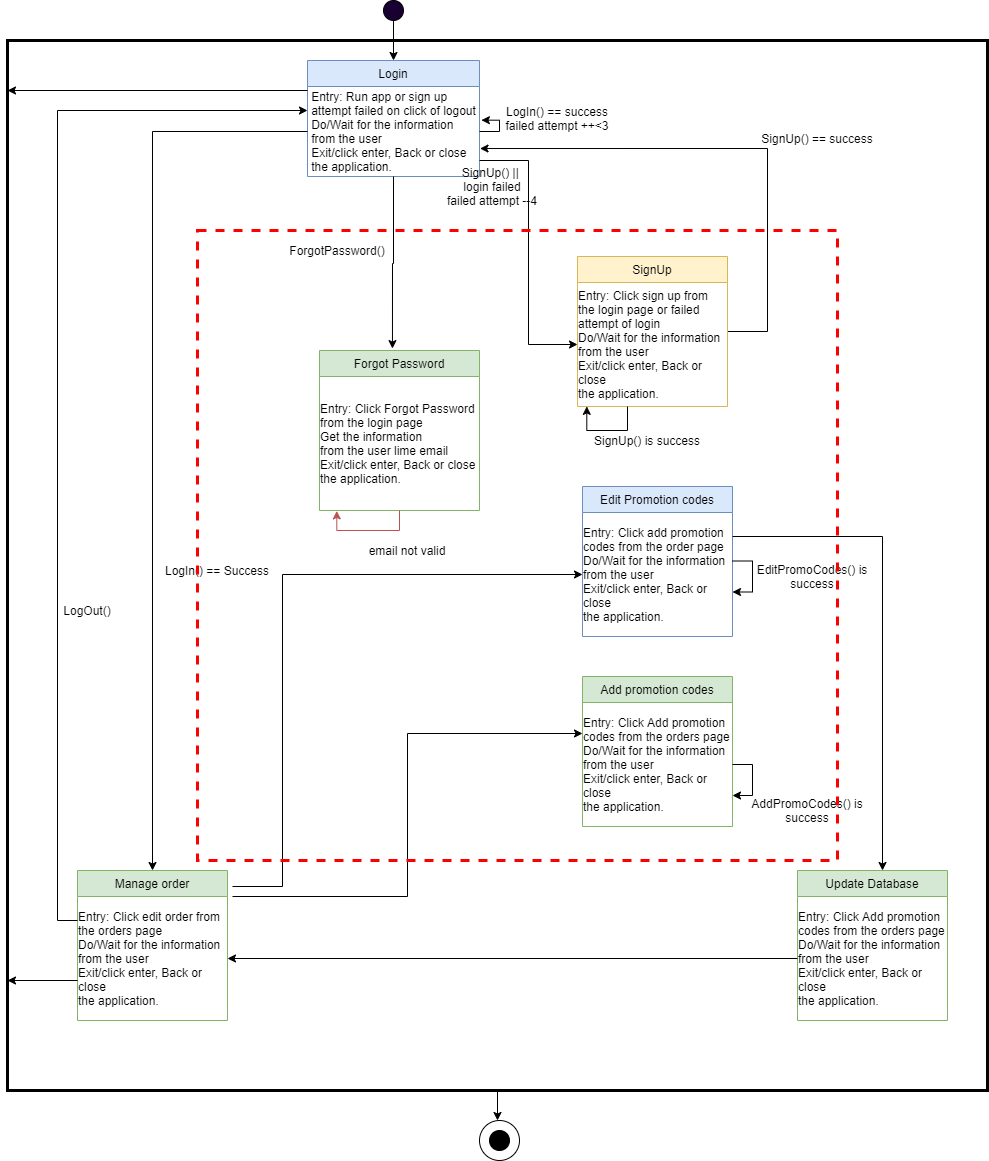 Login
Entry: Run app or sign up
attempt failed on click of logout
Do/Wait for the information
from the user
Exit/click enter, Back or close
the application.
LogIn() == success
failed attempt ++<3
SignUp() == success
SignUp() ||
login failed
failed attempt --4
ForgotPassword()
SignUp
Entry: Click sign up from
the login page or failed
attempt of login
Do/Wait for the information
from the user
Exit/click enter, Back or
close
the application.
SignUp() is success
Forgot Password
Entry: Click Forgot Password
from the login page
Get the information
from the user lime email
Exit/click enter, Back or close
the application.
email not valid
Edit Promotion codes
Entry: Click add promotion
codes from the order page
Do/Wait for the information
from the user
Exit/click enter, Back or
close
the application.
EditPromoCodes() is
success
LogIn() == Success
LogOut()
Add promotion codes
Entry: Click Add promotion
codes from the orders page
Do/Wait for the information
from the user
Exit/click enter, Back or
close
the application.
AddPromoCodes() is
success
Manage order
Entry: Click edit order from
the orders page
Do/Wait for the information
from the user
Exit/click enter, Back or
close
the application.
Update Database
Entry: Click Add promotion
codes from the orders page
Do/Wait for the information
from the user
Exit/click enter, Back or
close
the application.